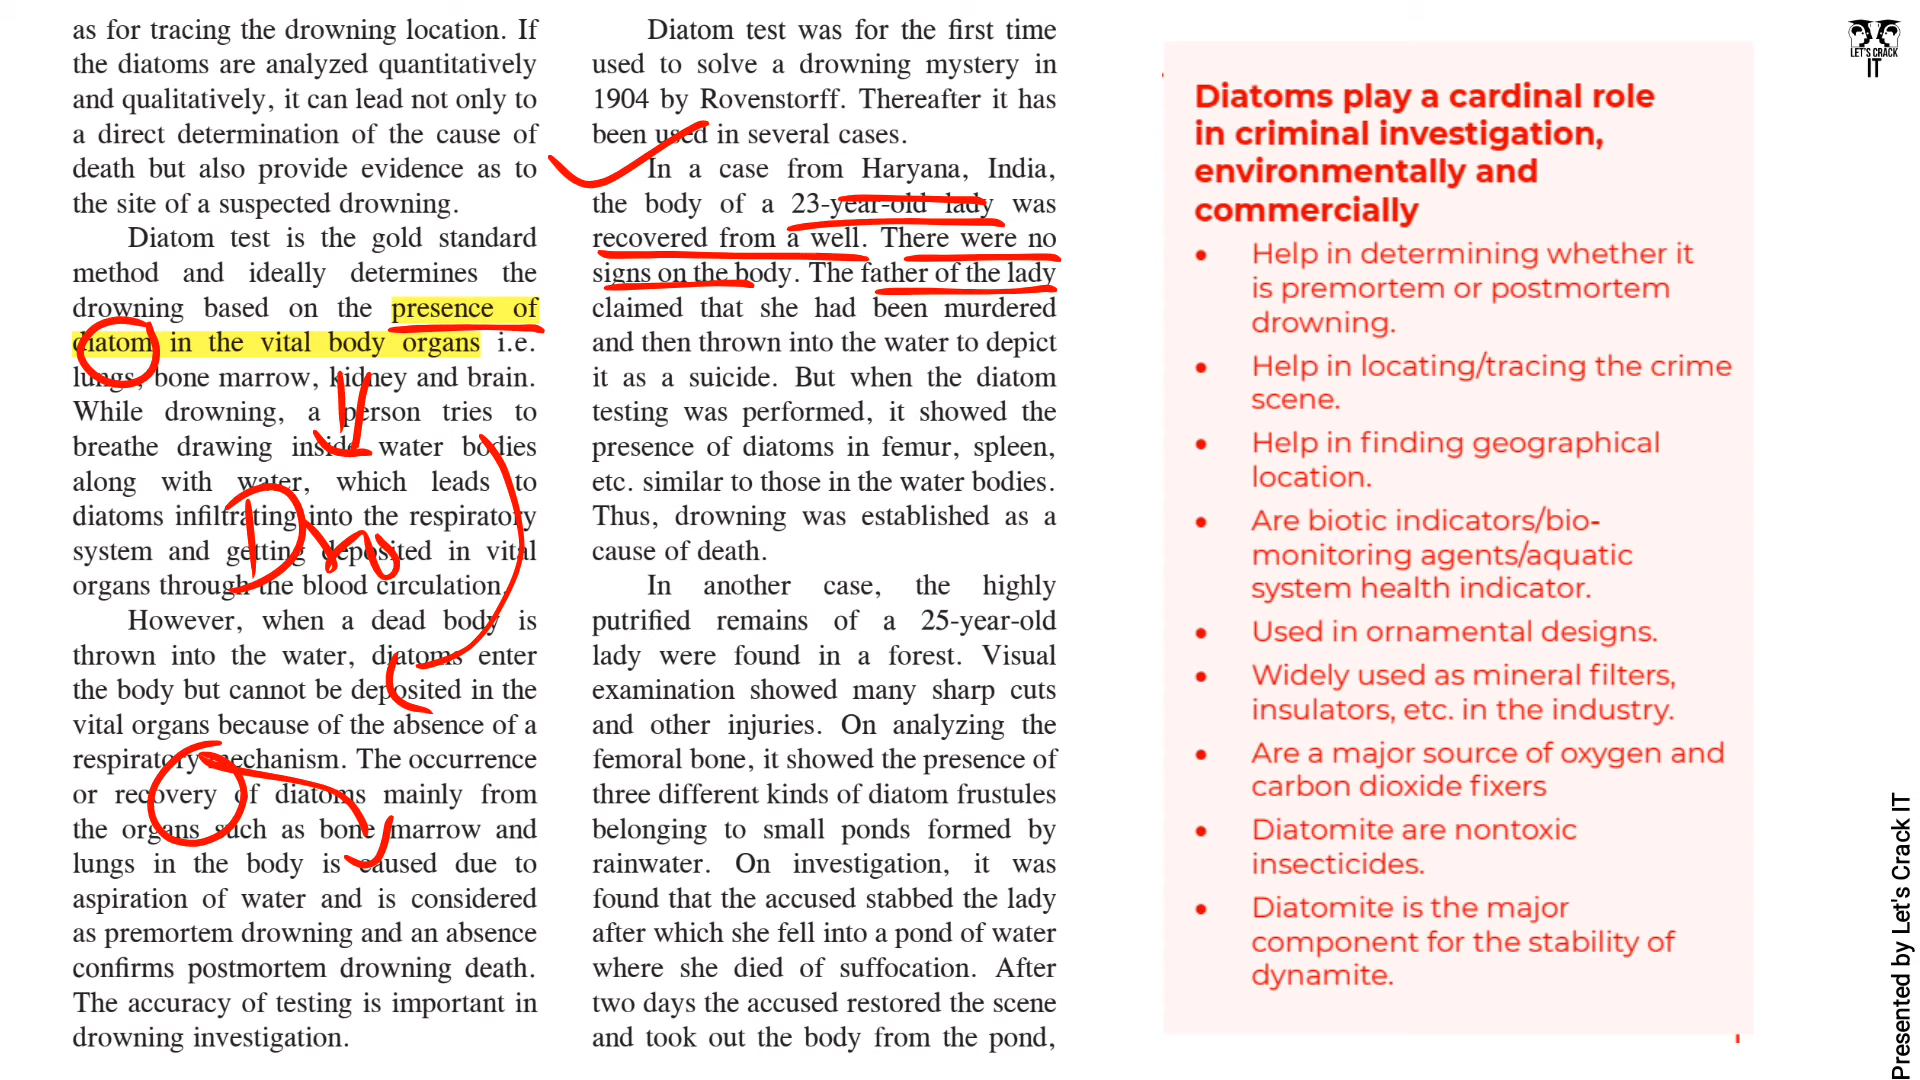 as for tracing the drowning location. If
the diatoms are analyzed quantitatively
and qualitatively, it can lead not only to
a direct determination of the cause of
death but also provide evidence as to
the site of a suspected drowning.
Diatom test is the gold standard
method and ideally determines the
drowning based on the presence of
diatom in the vital body organs i.e.
lungs, bone marrow, kidney and brain.
While drowning, a person tries to
breathe drawing inside water bodies
along with water, which leads to
diatoms infiltrating into the respiratory
system and getting deposited in vital
organs through the blood circulation.
However, when a dead body is
thrown into the water, diatoms enter
the body but cannot be deposited in the
vital organs because of the absence of a
respiratory mechanism. The occurrence
or recovery of diatoms mainly from
the organs such as bone marrow and
lungs in the body is caused due to
aspiration of water and is considered
as premortem drowning and an absence
confirms postmortem drowning death.
The accuracy of testing is important in
drowning investigation.
Diatom test was for the first time
used to solve a drowning mystery in
1904 by Rovenstorff. Thereafter it has
been used in several cases.
In a case from Haryana, India,
the body of a 23-year-old lady was
recovered from a well. There were no
signs on the body. The father of the lady
claimed that she had been murdered
and then thrown into the water to depict
it as a suicide. But when the diatom
testing was performed, it showed the
presence of diatoms in femur, spleen,
etc. similar to those in the water bodies.
Thus, drowning was established as a
cause of death.
In another case, the highly
putrified remains of a 25-year-old
lady were found in a forest. Visual
examination showed many sharp cuts
and other injuries. On analyzing the
femoral bone, it showed the presence of
three different kinds of diatom frustules
belonging to small ponds formed by
rainwater. On investigation, it was
found that the accused stabbed the lady
after which she fell into a pond of water
where she died of suffocation. After
two days the accused restored the scene
and took out the body from the pond,
Diatoms play a cardinal role
in criminal investigation,
environmentally and
commercially
• Help in determining whether it
is premortem or postmortem
drowning.
• Help in locating/tracing the crime
scene.
• Help in finding geographical
location.
• Are biotic indicators/bio-
monitoring agents/aquatic
system health indicator.
• Used in ornamental designs.
• Widely used as mineral filters,
insulators, etc. in the industry.
• Are a major source of oxygen and
carbon dioxide fixers
• Diatomite are nontoxic
insecticides.
• Diatomite is the major
component for the stability of
dynamite.
LET'S CRACK
IT
Presented by Let's Crack IT